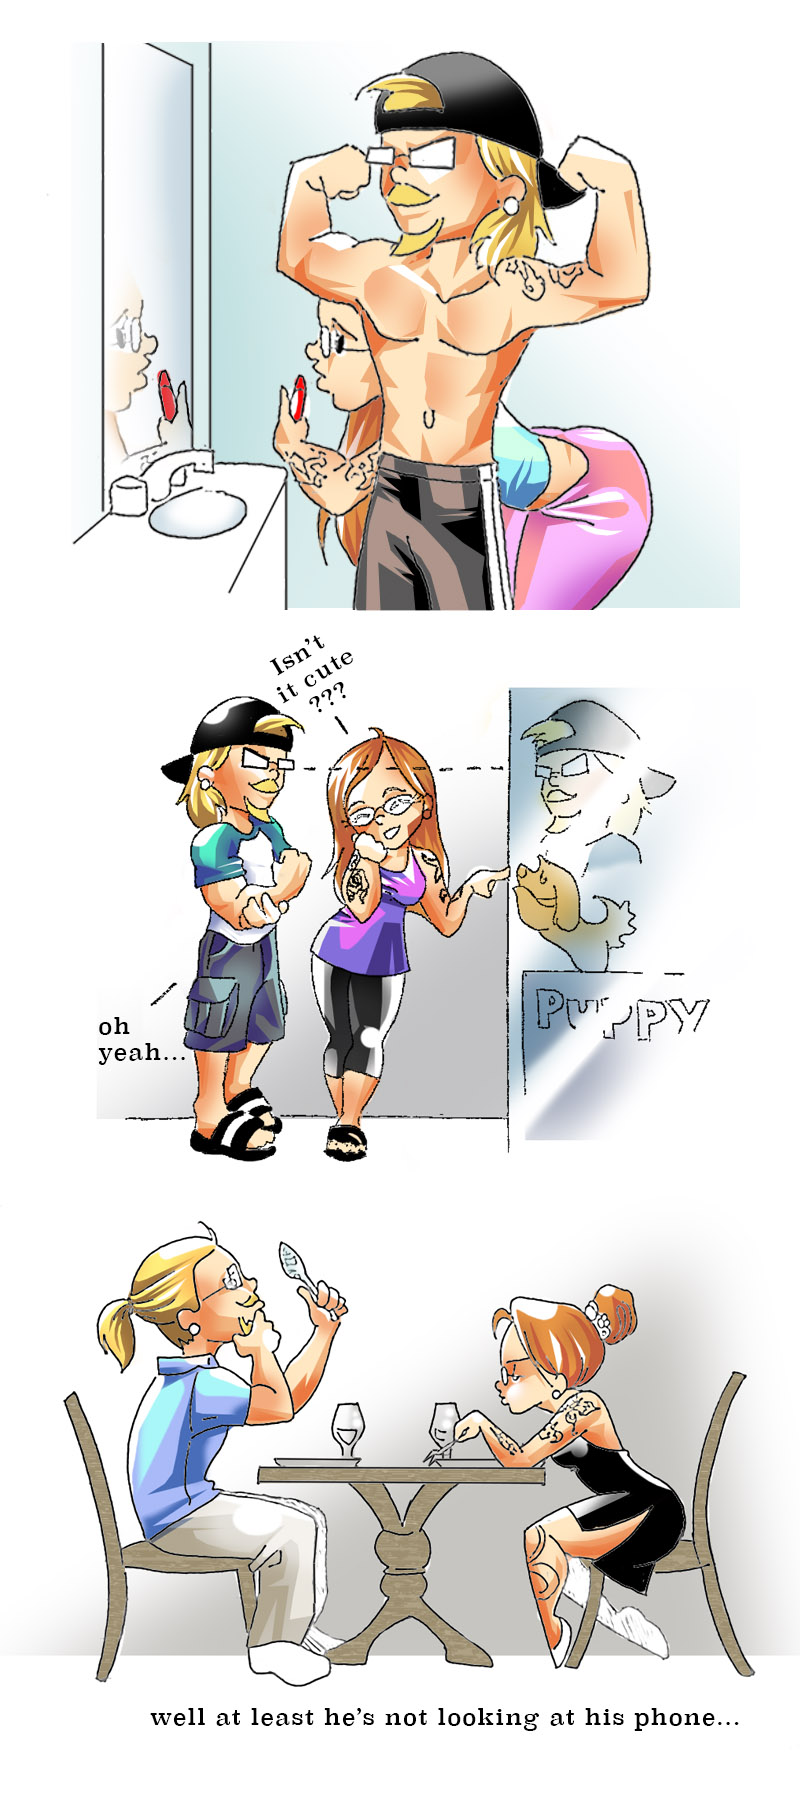 Isn't
it cute
???
oh
yeah...
PUPPY
well at least he's not looking at his phone...